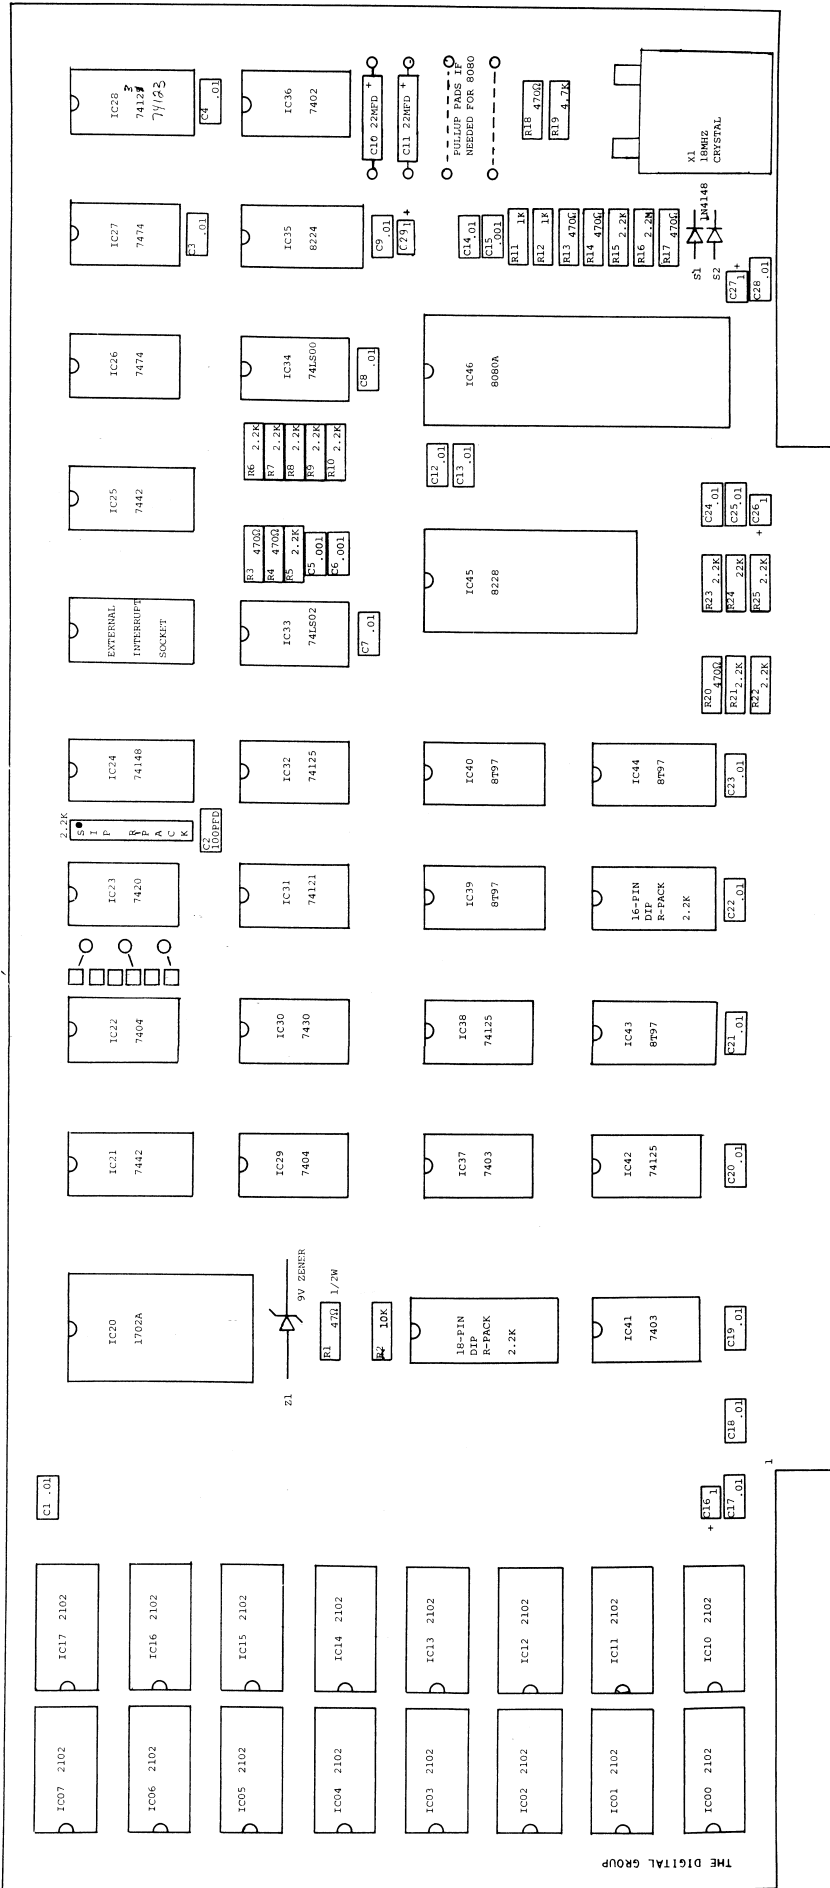 IC28
74123
3
74123
C4 .01
IC36
7402
C10 22MFD +
C11 22MFD +
PULLUP PADS IF
NEEDED FOR 8080
R18 470Ω
R19 4.7K
X1
18MHZ
CRYSTAL
IC27
7474
C3 .01
IC35
8224
C9 .01
C29 1 +
C14 .01
C15 .001
R11 1K
R12 1K
R13 470Ω
R14 470Ω
R15 2.2K
R16 2.2M
R17 470Ω
1N4148
S1
S2
C27 1 +
C28 .01
IC26
7474
IC34
74LS00
C8 .01
IC46
8080A
R6 2.2K
R7 2.2K
R8 2.2K
R9 2.2K
R10 2.2K
C12 .01
C13 .01
IC25
7442
R3 470Ω
R4 470Ω
R5 2.2K
C5 .001
C6 .001
IC45
8228
C24 .01
C25 .01
C26 1
+
R23 2.2K
R24 22K
R25 2.2K
EXTERNAL
INTERRUPT
SOCKET
IC33
74LS02
C7 .01
R20 470Ω
R21 2.2K
R22 2.2K
IC24
74148
IC32
74125
IC40
8T97
IC44
8T97
C23 .01
2.2K
SIP R-PACK
C2
100PFD
IC23
7420
IC31
74121
IC39
8T97
16-PIN
DIP
R-PACK
2.2K
C22 .01
IC22
7404
IC30
7430
IC38
74125
IC43
8T97
C21 .01
IC21
7442
IC29
7404
IC37
7403
IC42
74125
C20 .01
IC20
1702A
9V ZENER
Z1
R1 47Ω 1/2W
R2 10K
18-PIN
DIP
R-PACK
2.2K
IC41
7403
C19 .01
C18 .01
1
C1 .01
C16 1
+
C17 .01
IC17 2102
IC16 2102
IC15 2102
IC14 2102
IC13 2102
IC12 2102
IC11 2102
IC10 2102
IC07 2102
IC06 2102
IC05 2102
IC04 2102
IC03 2102
IC02 2102
IC01 2102
IC00 2102
THE DIGITAL GROUP